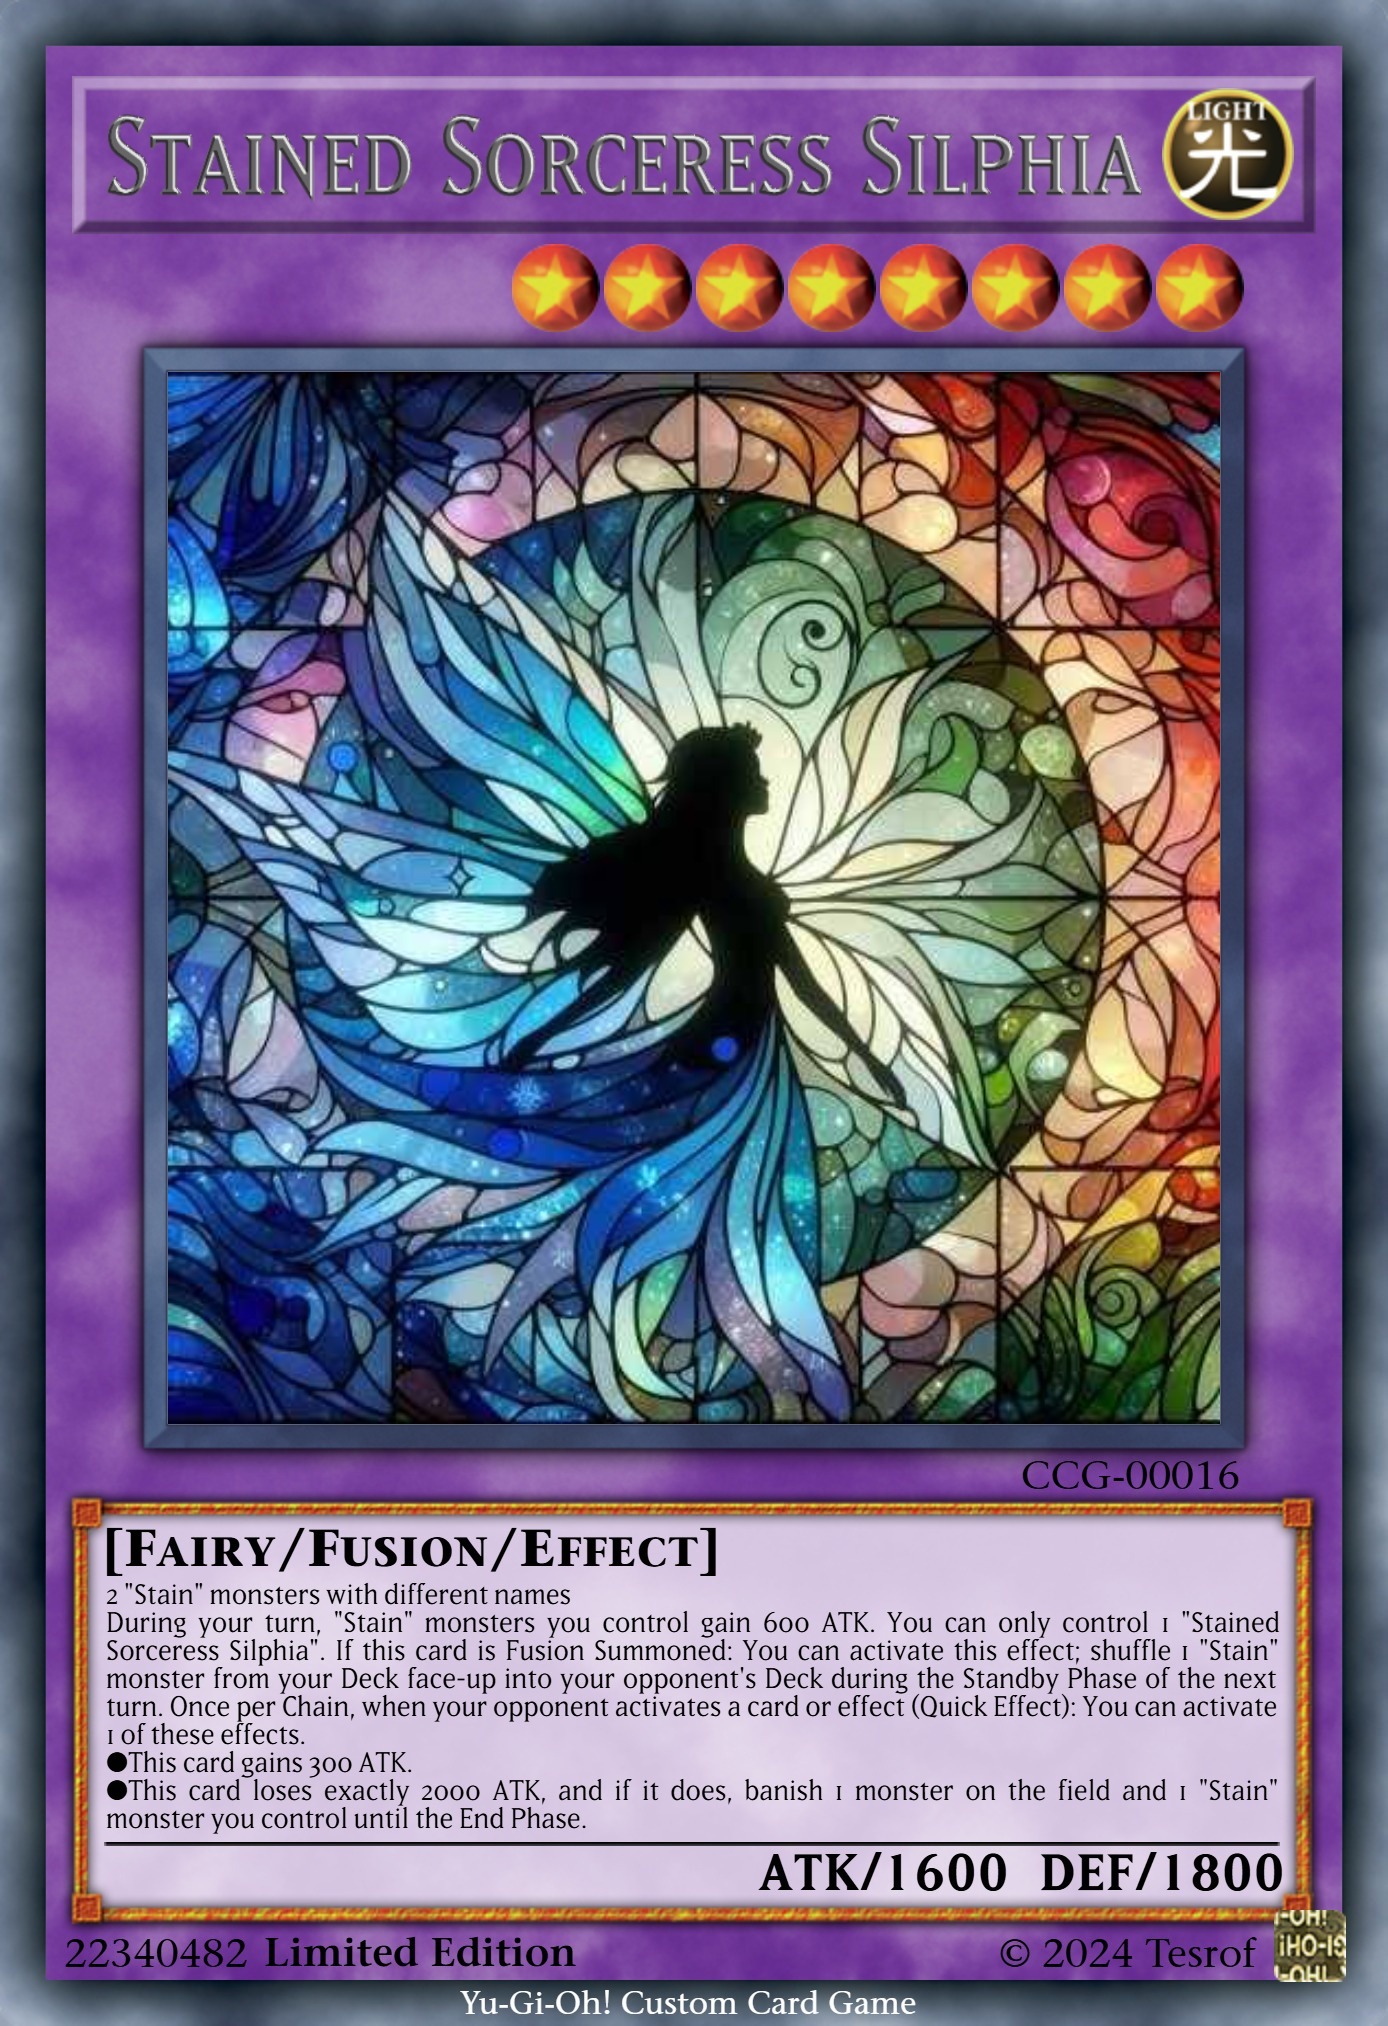 STAINED SORCERESS SILPHIA
LIGHT
光
CCG-00016
[FAIRY/FUSION/EFFECT]
2 "Stain" monsters with different names
During your turn, "Stain" monsters you control gain 600 ATK. You can only control 1 "Stained
Sorceress Silphia". If this card is Fusion Summoned: You can activate this effect; shuffle 1 "Stain"
monster from your Deck face-up into your opponent's Deck during the Standby Phase of the next
turn. Once per Chain, when your opponent activates a card or effect (Quick Effect): You can activate
1 of these effects.
●This card gains 300 ATK.
●This card loses exactly 2000 ATK, and if it does, banish 1 monster on the field and 1 "Stain"
monster you control until the End Phase.
ATK/1600 DEF/1800
22340482 Limited Edition
© 2024 Tesrof
Yu-Gi-Oh! Custom Card Game